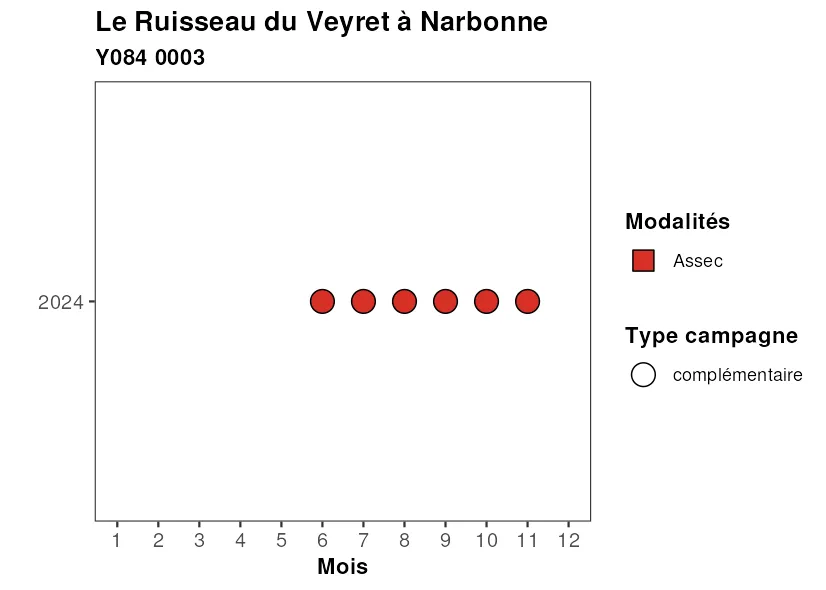 Le Ruisseau du Veyret à Narbonne
Y084 0003
2024
1 2 3 4 5 6 7 8 9 10 11 12
Mois
Modalités
Assec
Type campagne
complémentaire